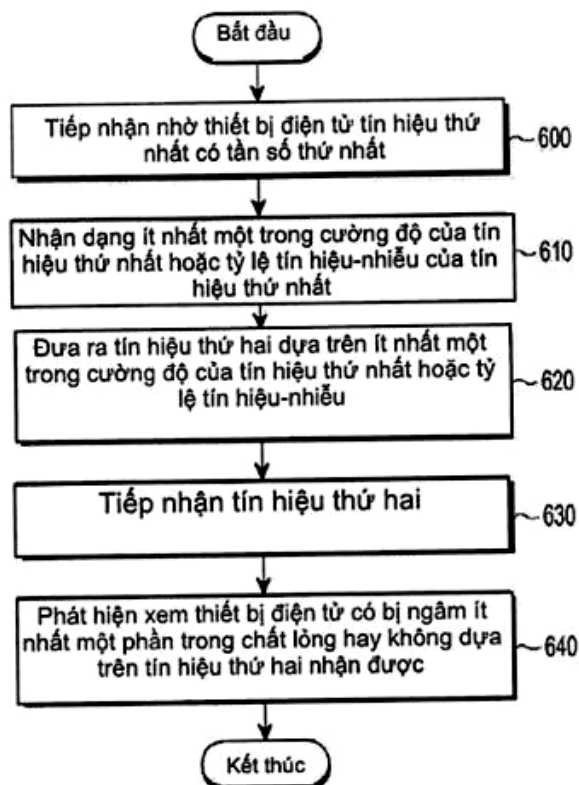 Bắt đầu
Tiếp nhận nhờ thiết bị điện tử tín hiệu thứ
nhất có tần số thứ nhất
600
Nhận dạng ít nhất một trong cường độ của tín
hiệu thứ nhất hoặc tỷ lệ tín hiệu-nhiễu của tín
hiệu thứ nhất
610
Đưa ra tín hiệu thứ hai dựa trên ít nhất một
trong cường độ của tín hiệu thứ nhất hoặc tỷ
lệ tín hiệu-nhiễu
620
Tiếp nhận tín hiệu thứ hai
630
Phát hiện xem thiết bị điện tử có bị ngâm ít
nhất một phần trong chất lỏng hay không dựa
trên tín hiệu thứ hai nhận được
640
Kết thúc